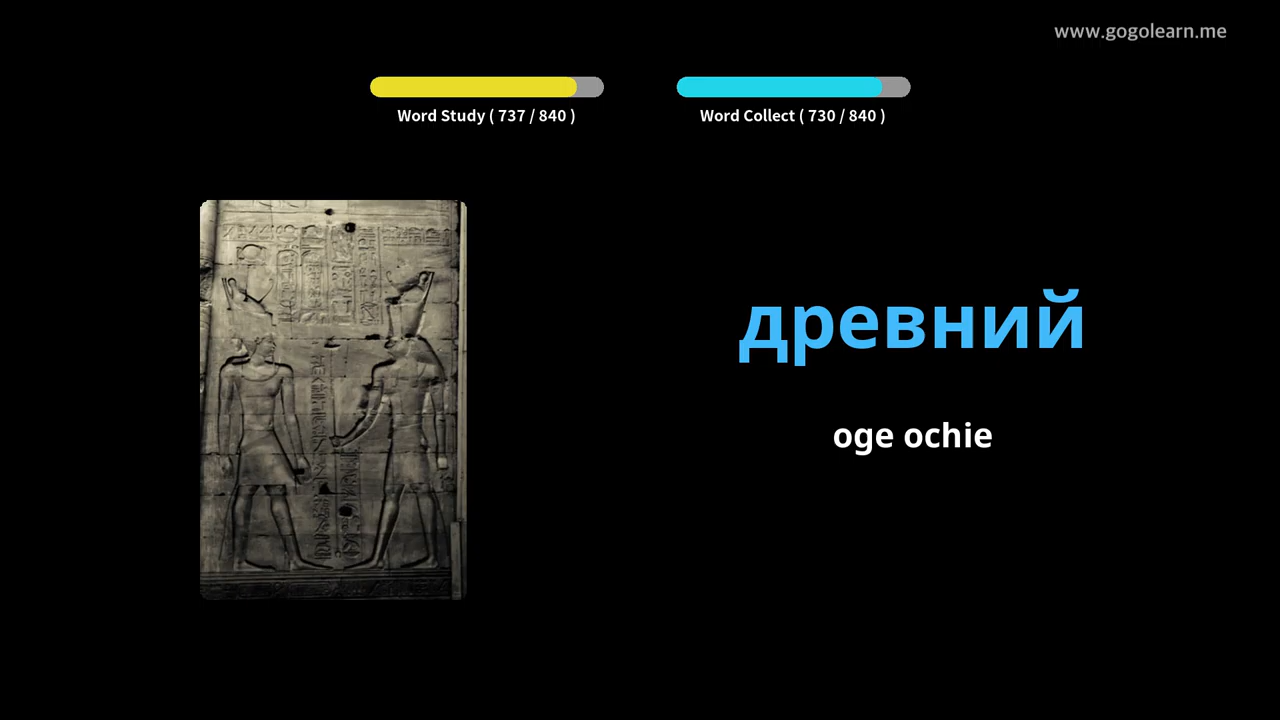 www.gogolearn.me
Word Study ( 737 / 840 )
Word Collect ( 730 / 840 )
древний
oge ochie